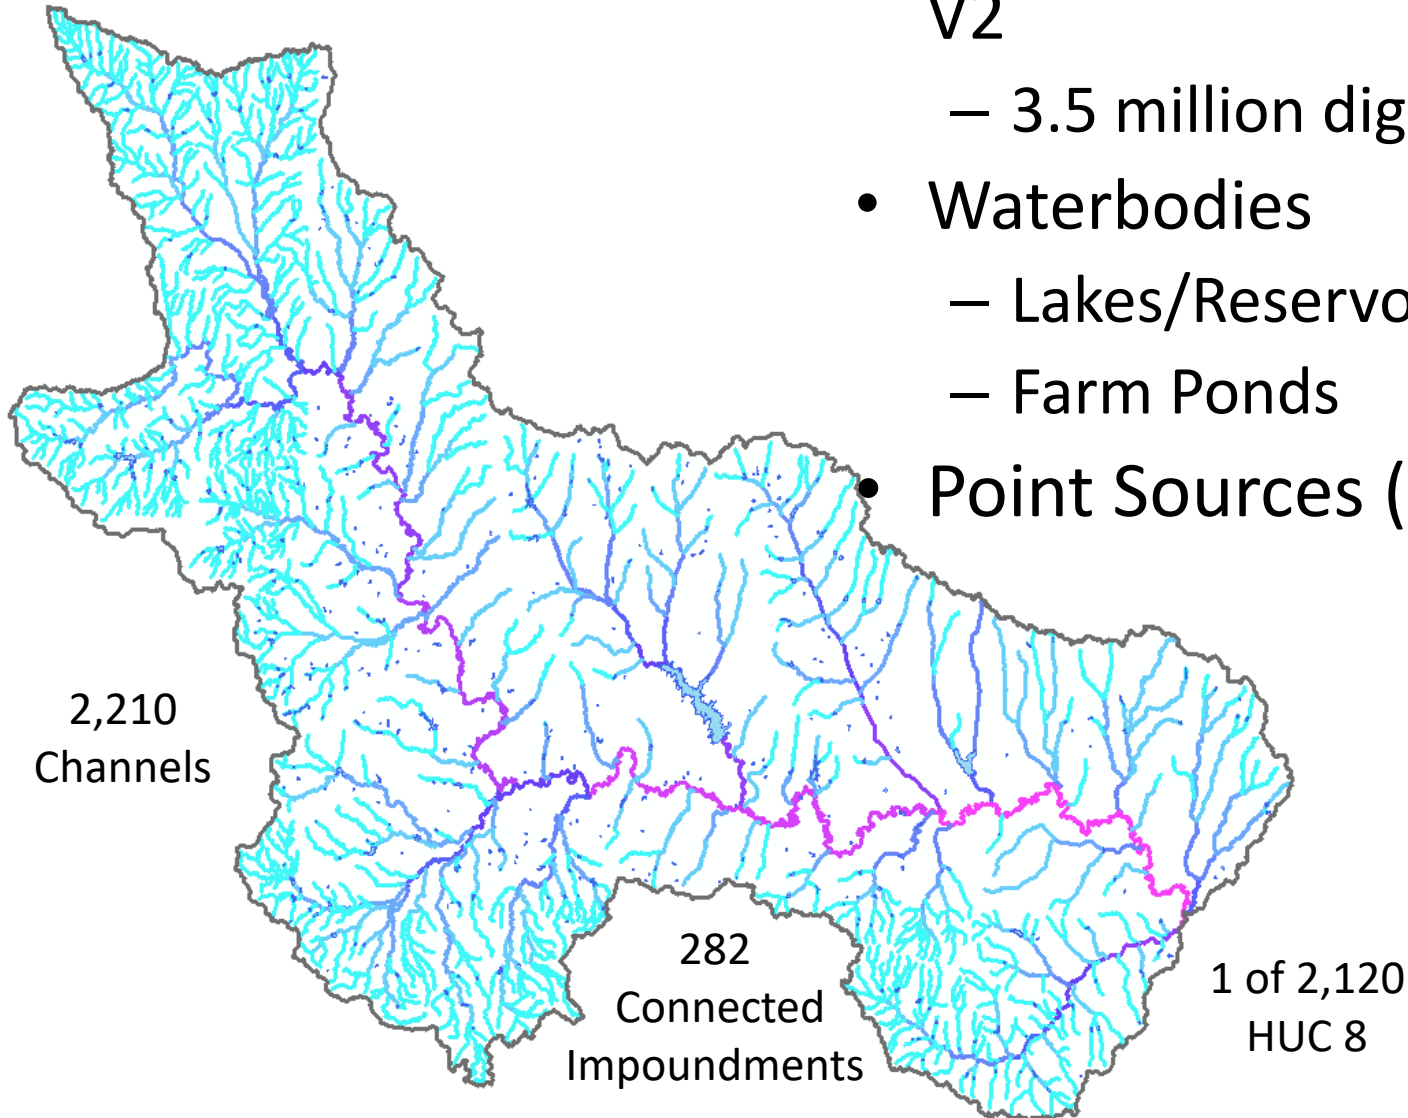 V2
– 3.5 million dig
• Waterbodies
– Lakes/Reservo
– Farm Ponds
• Point Sources (
2,210
Channels
282
Connected
Impoundments
1 of 2,120
HUC 8